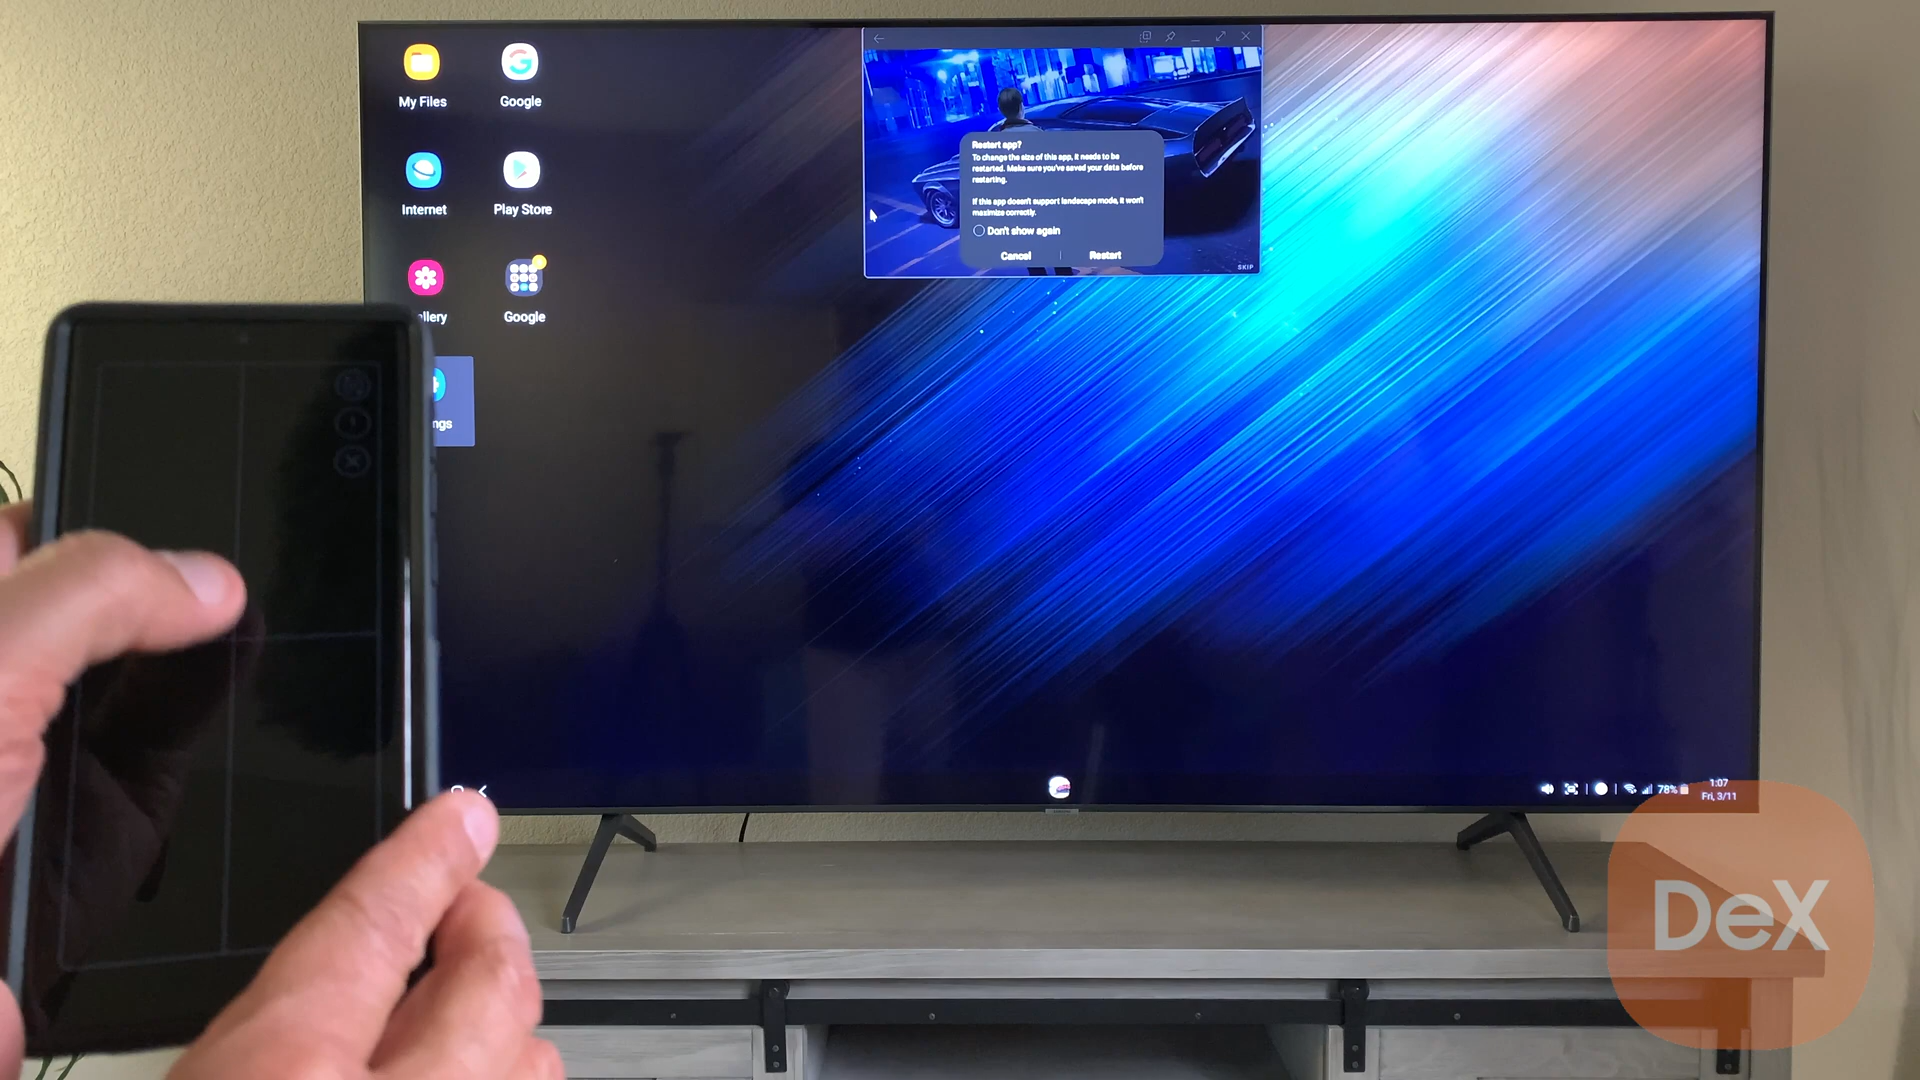 My Files
Google
Internet
Play Store
allery
Google
ngs
Restart app?
To change the size of this app, it needs to be
restarted. Make sure you've saved your data before
restarting.
If this app doesn't support landscape mode, it won't
maximize correctly.
Don't show again
Cancel
Restart
SKIP
78%
1:07
Fri, 3/11
DeX